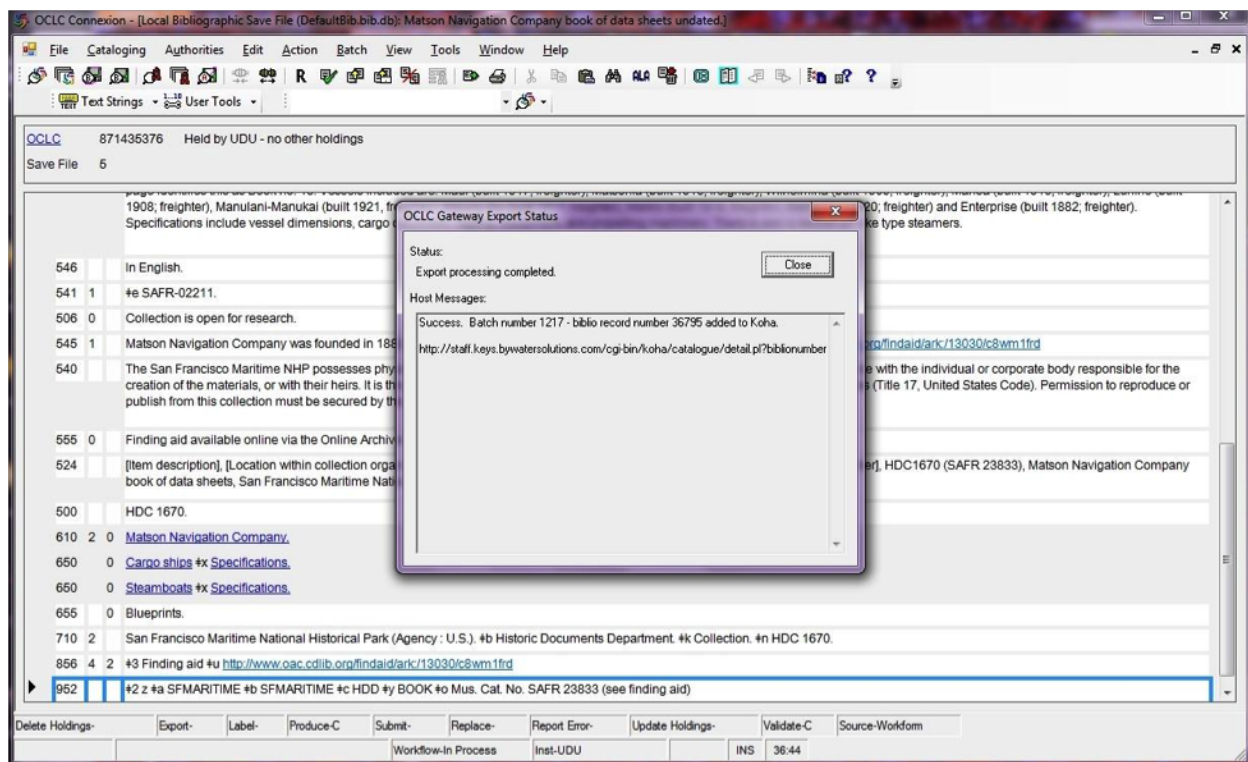 OCLC Connexion - [Local Bibliographic Save File (DefaultBib.bib.db): Matson Navigation Company book of data sheets undated.]
File Cataloging Authorities Edit Action Batch View Tools Window Help
Text Strings User Tools
OCLC 871435376 Held by UDU - no other holdings
Save File 5
1908; freighter), Manulani-Manukai (built 1921, 20; freighter) and Enterprise (built 1882; freighter).
Specifications include vessel dimensions, cargo ke type steamers.
OCLC Gateway Export Status
Status:
Export processing completed.
Close
Host Messages:
Success. Batch number 1217 - biblio record number 36795 added to Koha.
http://staff.keys.bywatersolutions.com/cgi-bin/koha/catalogue/detail.pl?biblionumber
546 In English.
541 1 ǂe SAFR-02211.
506 0 Collection is open for research.
545 1 Matson Navigation Company was founded in 188 org/findaid/ark:/13030/c8wm1frd
540 The San Francisco Maritime NHP possesses phy e with the individual or corporate body responsible for the
creation of the materials, or with their heirs. It is th s (Title 17, United States Code). Permission to reproduce or
publish from this collection must be secured by th
555 0 Finding aid available online via the Online Archiv
524 [Item description], [Location within collection orga er], HDC1670 (SAFR 23833), Matson Navigation Company
book of data sheets, San Francisco Maritime Nati
500 HDC 1670.
610 2 0 Matson Navigation Company.
650 0 Cargo ships ǂx Specifications.
650 0 Steamboats ǂx Specifications.
655 0 Blueprints.
710 2 San Francisco Maritime National Historical Park (Agency : U.S.). ǂb Historic Documents Department. ǂk Collection. ǂn HDC 1670.
856 4 2 ǂ3 Finding aid ǂu http://www.oac.cdlib.org/findaid/ark:/13030/c8wm1frd
952 ǂ2 z ǂa SFMARITIME ǂb SFMARITIME ǂc HDD ǂy BOOK ǂo Mus. Cat. No. SAFR 23833 (see finding aid)
Delete Holdings- Export- Label- Produce-C Submit- Replace- Report Error- Update Holdings- Validate-C Source-Workform
Workflow-In Process Inst-UDU INS 36:44